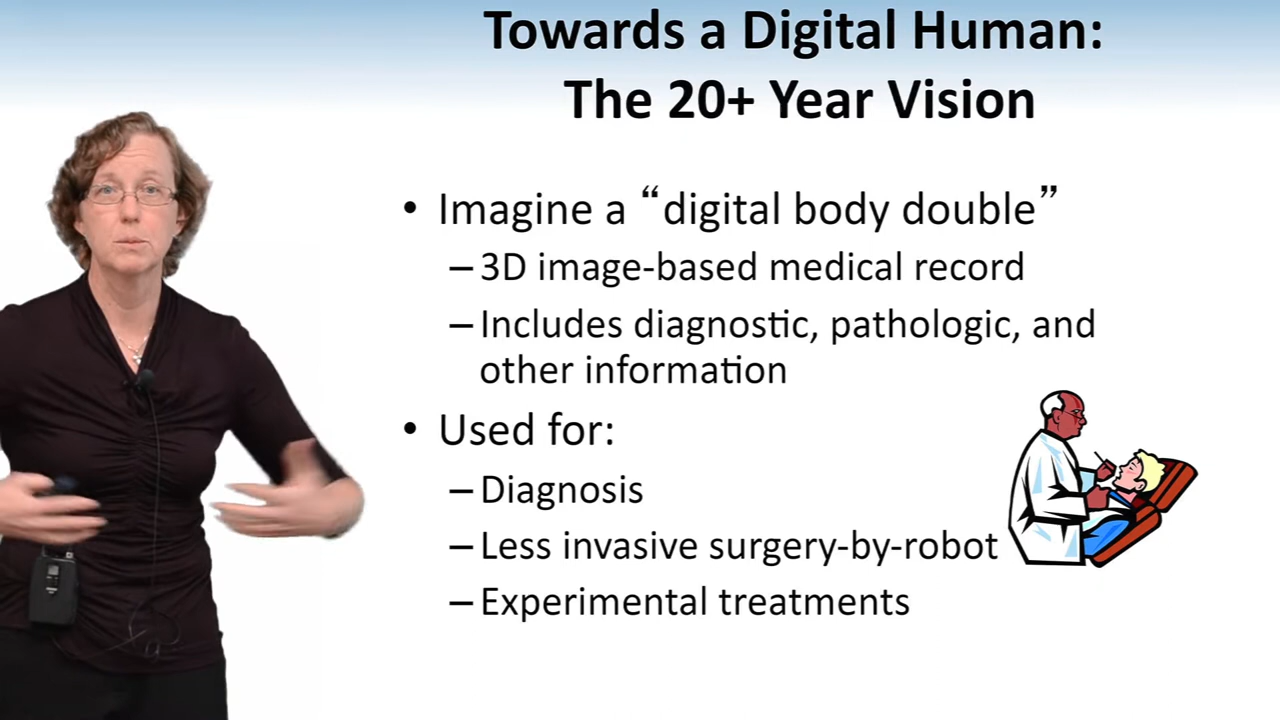 Towards a Digital Human:
The 20+ Year Vision
• Imagine a “digital body double”
– 3D image-based medical record
– Includes diagnostic, pathologic, and
other information
• Used for:
– Diagnosis
– Less invasive surgery-by-robot
– Experimental treatments